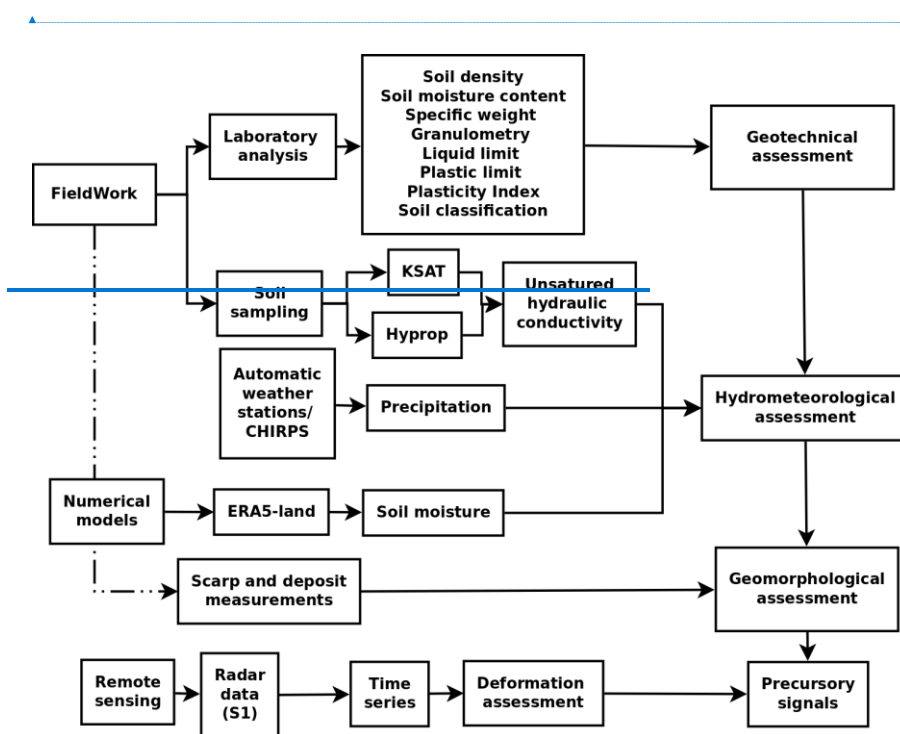 Soil density
Soil moisture content
Specific weight
Granulometry
Liquid limit
Plastic limit
Plasticity Index
Soil classification
Laboratory
analysis
Geotechnical
assessment
FieldWork
KSAT
Soil
sampling
Unsatured
hydraulic
conductivity
Hyprop
Automatic
weather
stations/
CHIRPS
Precipitation
Hydrometeorological
assessment
Numerical
models
ERA5-land
Soil moisture
Scarp and deposit
measurements
Geomorphological
assessment
Remote
sensing
Radar
data
(S1)
Time
series
Deformation
assessment
Precursory
signals